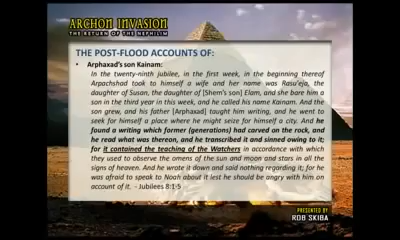 ARCHON INVASION
THE RETURN OF THE NEPHILIM
THE POST-FLOOD ACCOUNTS OF:
• Arphaxad's son Kainam:
In the twenty-ninth jubilee, in the first week, in the beginning thereof
Arpachshad took to himself a wife and her name was Rasu'eja, the
daughter of Susan, the daughter of [Shem's son] Elam, and she bare him a
son in the third year in this week, and he called his name Kainam. And the
son grew, and his father [Arphaxad] taught him writing, and he went to
seek for himself a place where he might seize for himself a city. And he
found a writing which former (generations) had carved on the rock, and
he read what was thereon, and he transcribed it and sinned owing to it;
for it contained the teaching of the Watchers in accordance with which
they used to observe the omens of the sun and moon and stars in all the
signs of heaven. And he wrote it down and said nothing regarding it; for he
was afraid to speak to Noah about it lest he should be angry with him on
account of it. - Jubilees 8:1-5
PRESENTED BY
ROB SKIBA